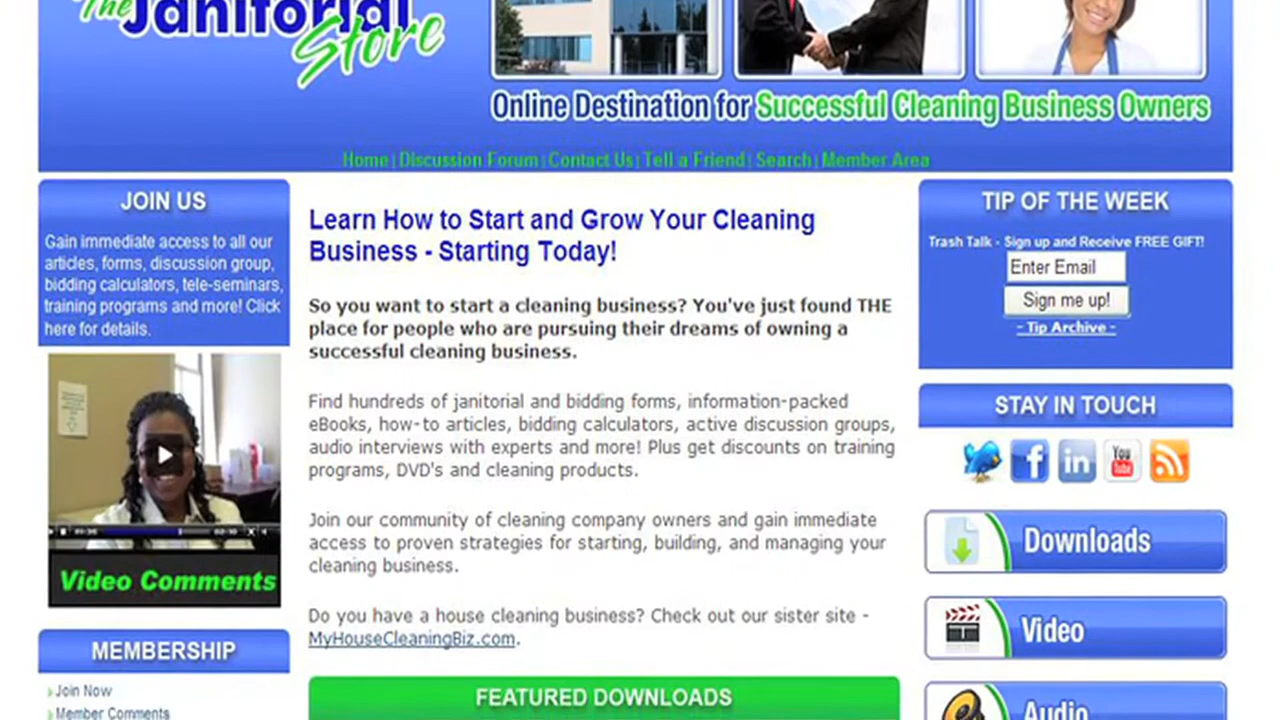 The Janitorial
Store
Online Destination for Successful Cleaning Business Owners
Home | Discussion Forum | Contact Us | Tell a Friend | Search | Member Area
JOIN US
Gain immediate access to all our
articles, forms, discussion group,
bidding calculators, tele-seminars,
training programs and more! Click
here for details.
Video Comments
MEMBERSHIP
Join Now
Member Comments
Learn How to Start and Grow Your Cleaning
Business - Starting Today!
So you want to start a cleaning business? You've just found THE
place for people who are pursuing their dreams of owning a
successful cleaning business.
Find hundreds of janitorial and bidding forms, information-packed
eBooks, how-to articles, bidding calculators, active discussion groups,
audio interviews with experts and more! Plus get discounts on training
programs, DVD's and cleaning products.
Join our community of cleaning company owners and gain immediate
access to proven strategies for starting, building, and managing your
cleaning business.
Do you have a house cleaning business? Check out our sister site -
MyHouseCleaningBiz.com.
FEATURED DOWNLOADS
TIP OF THE WEEK
Trash Talk - Sign up and Receive FREE GIFT!
Enter Email
Sign me up!
- Tip Archive -
STAY IN TOUCH
f
in
You
Tube
Downloads
Video
Audio